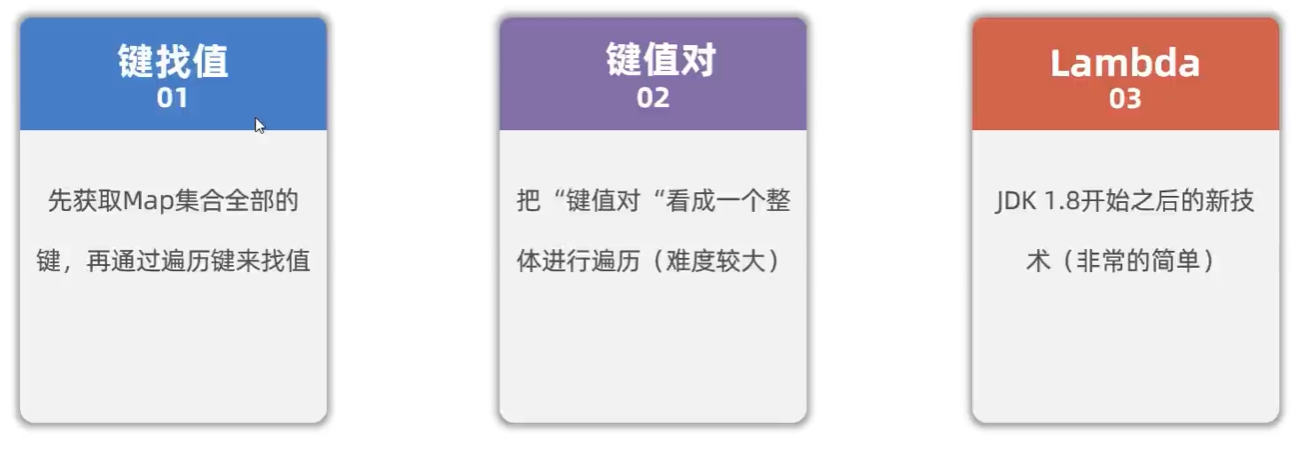 键找值
01
先获取Map集合全部的
键，再通过遍历键来找值
键值对
02
把“键值对“看成一个整
体进行遍历（难度较大）
Lambda
03
JDK 1.8开始之后的新技
术（非常的简单）